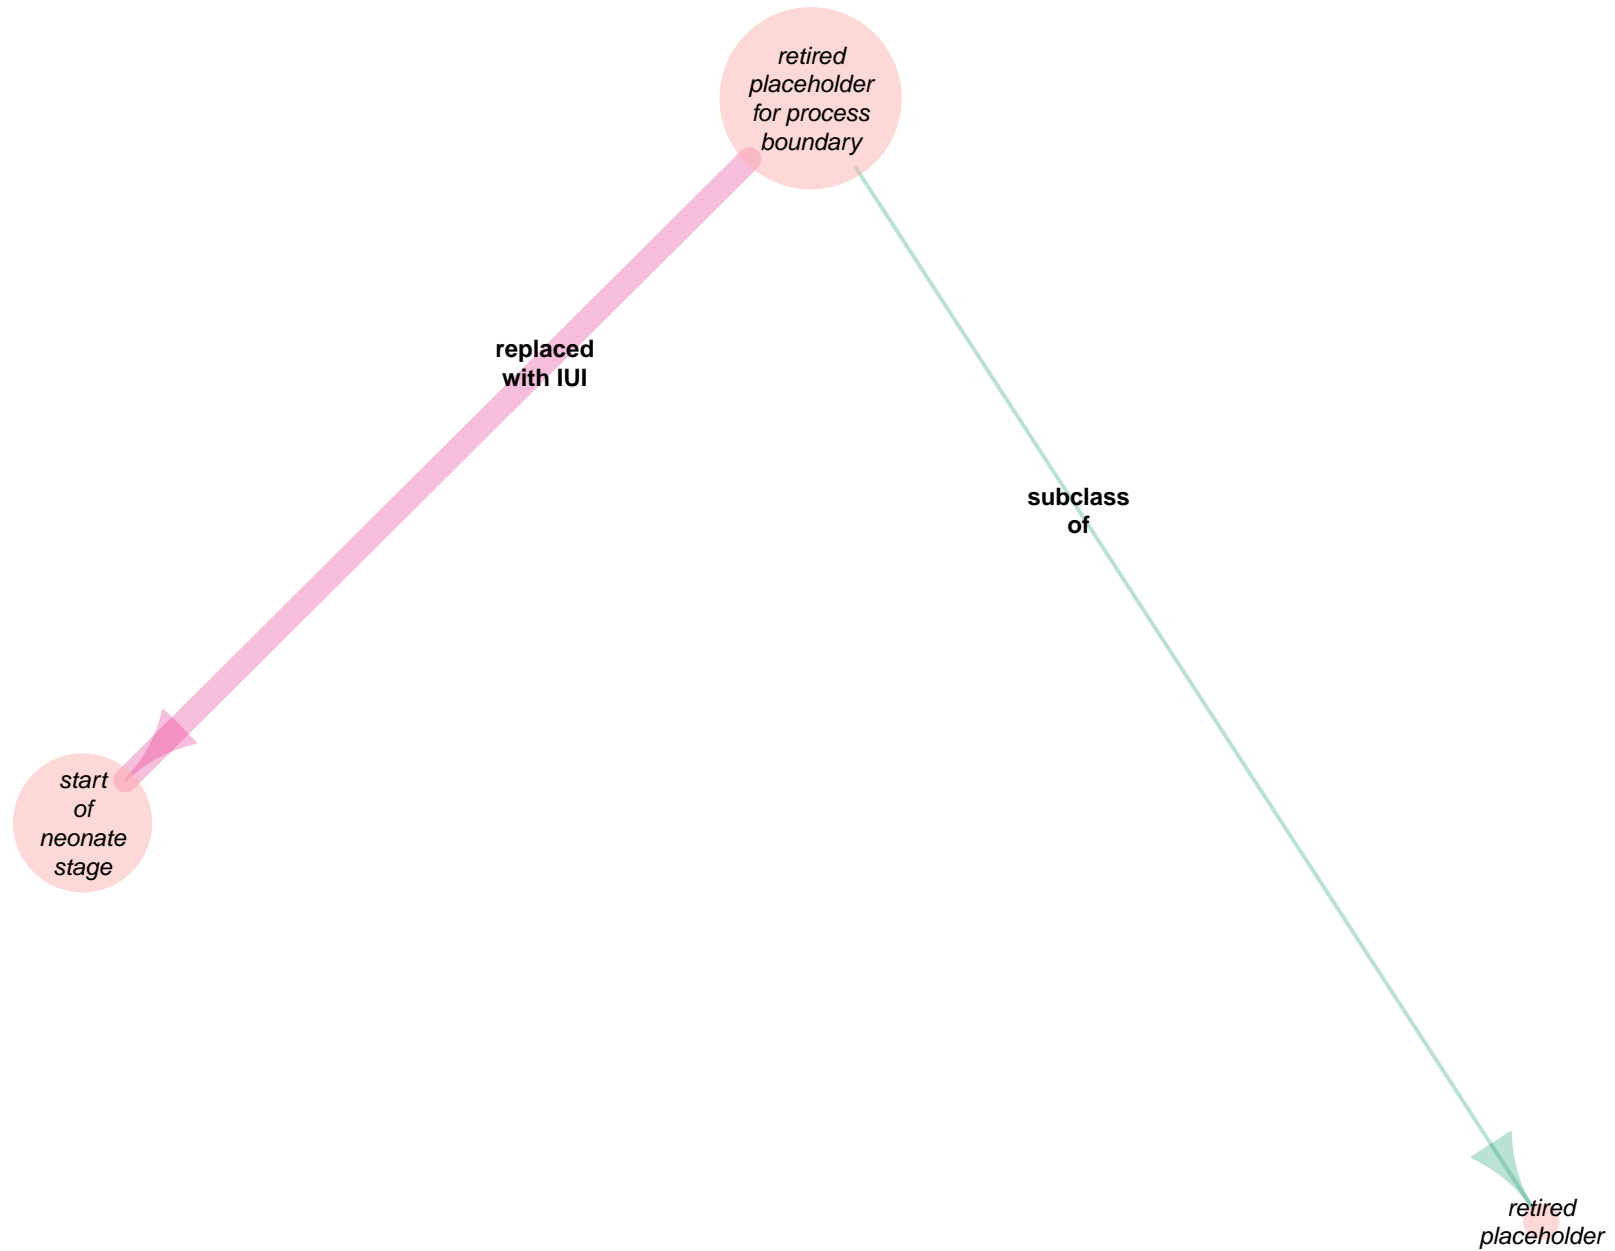 retired
placeholder
for process
boundary
replaced
with IUI
subclass
of
start
of
neonate
stage
retired
placeholder